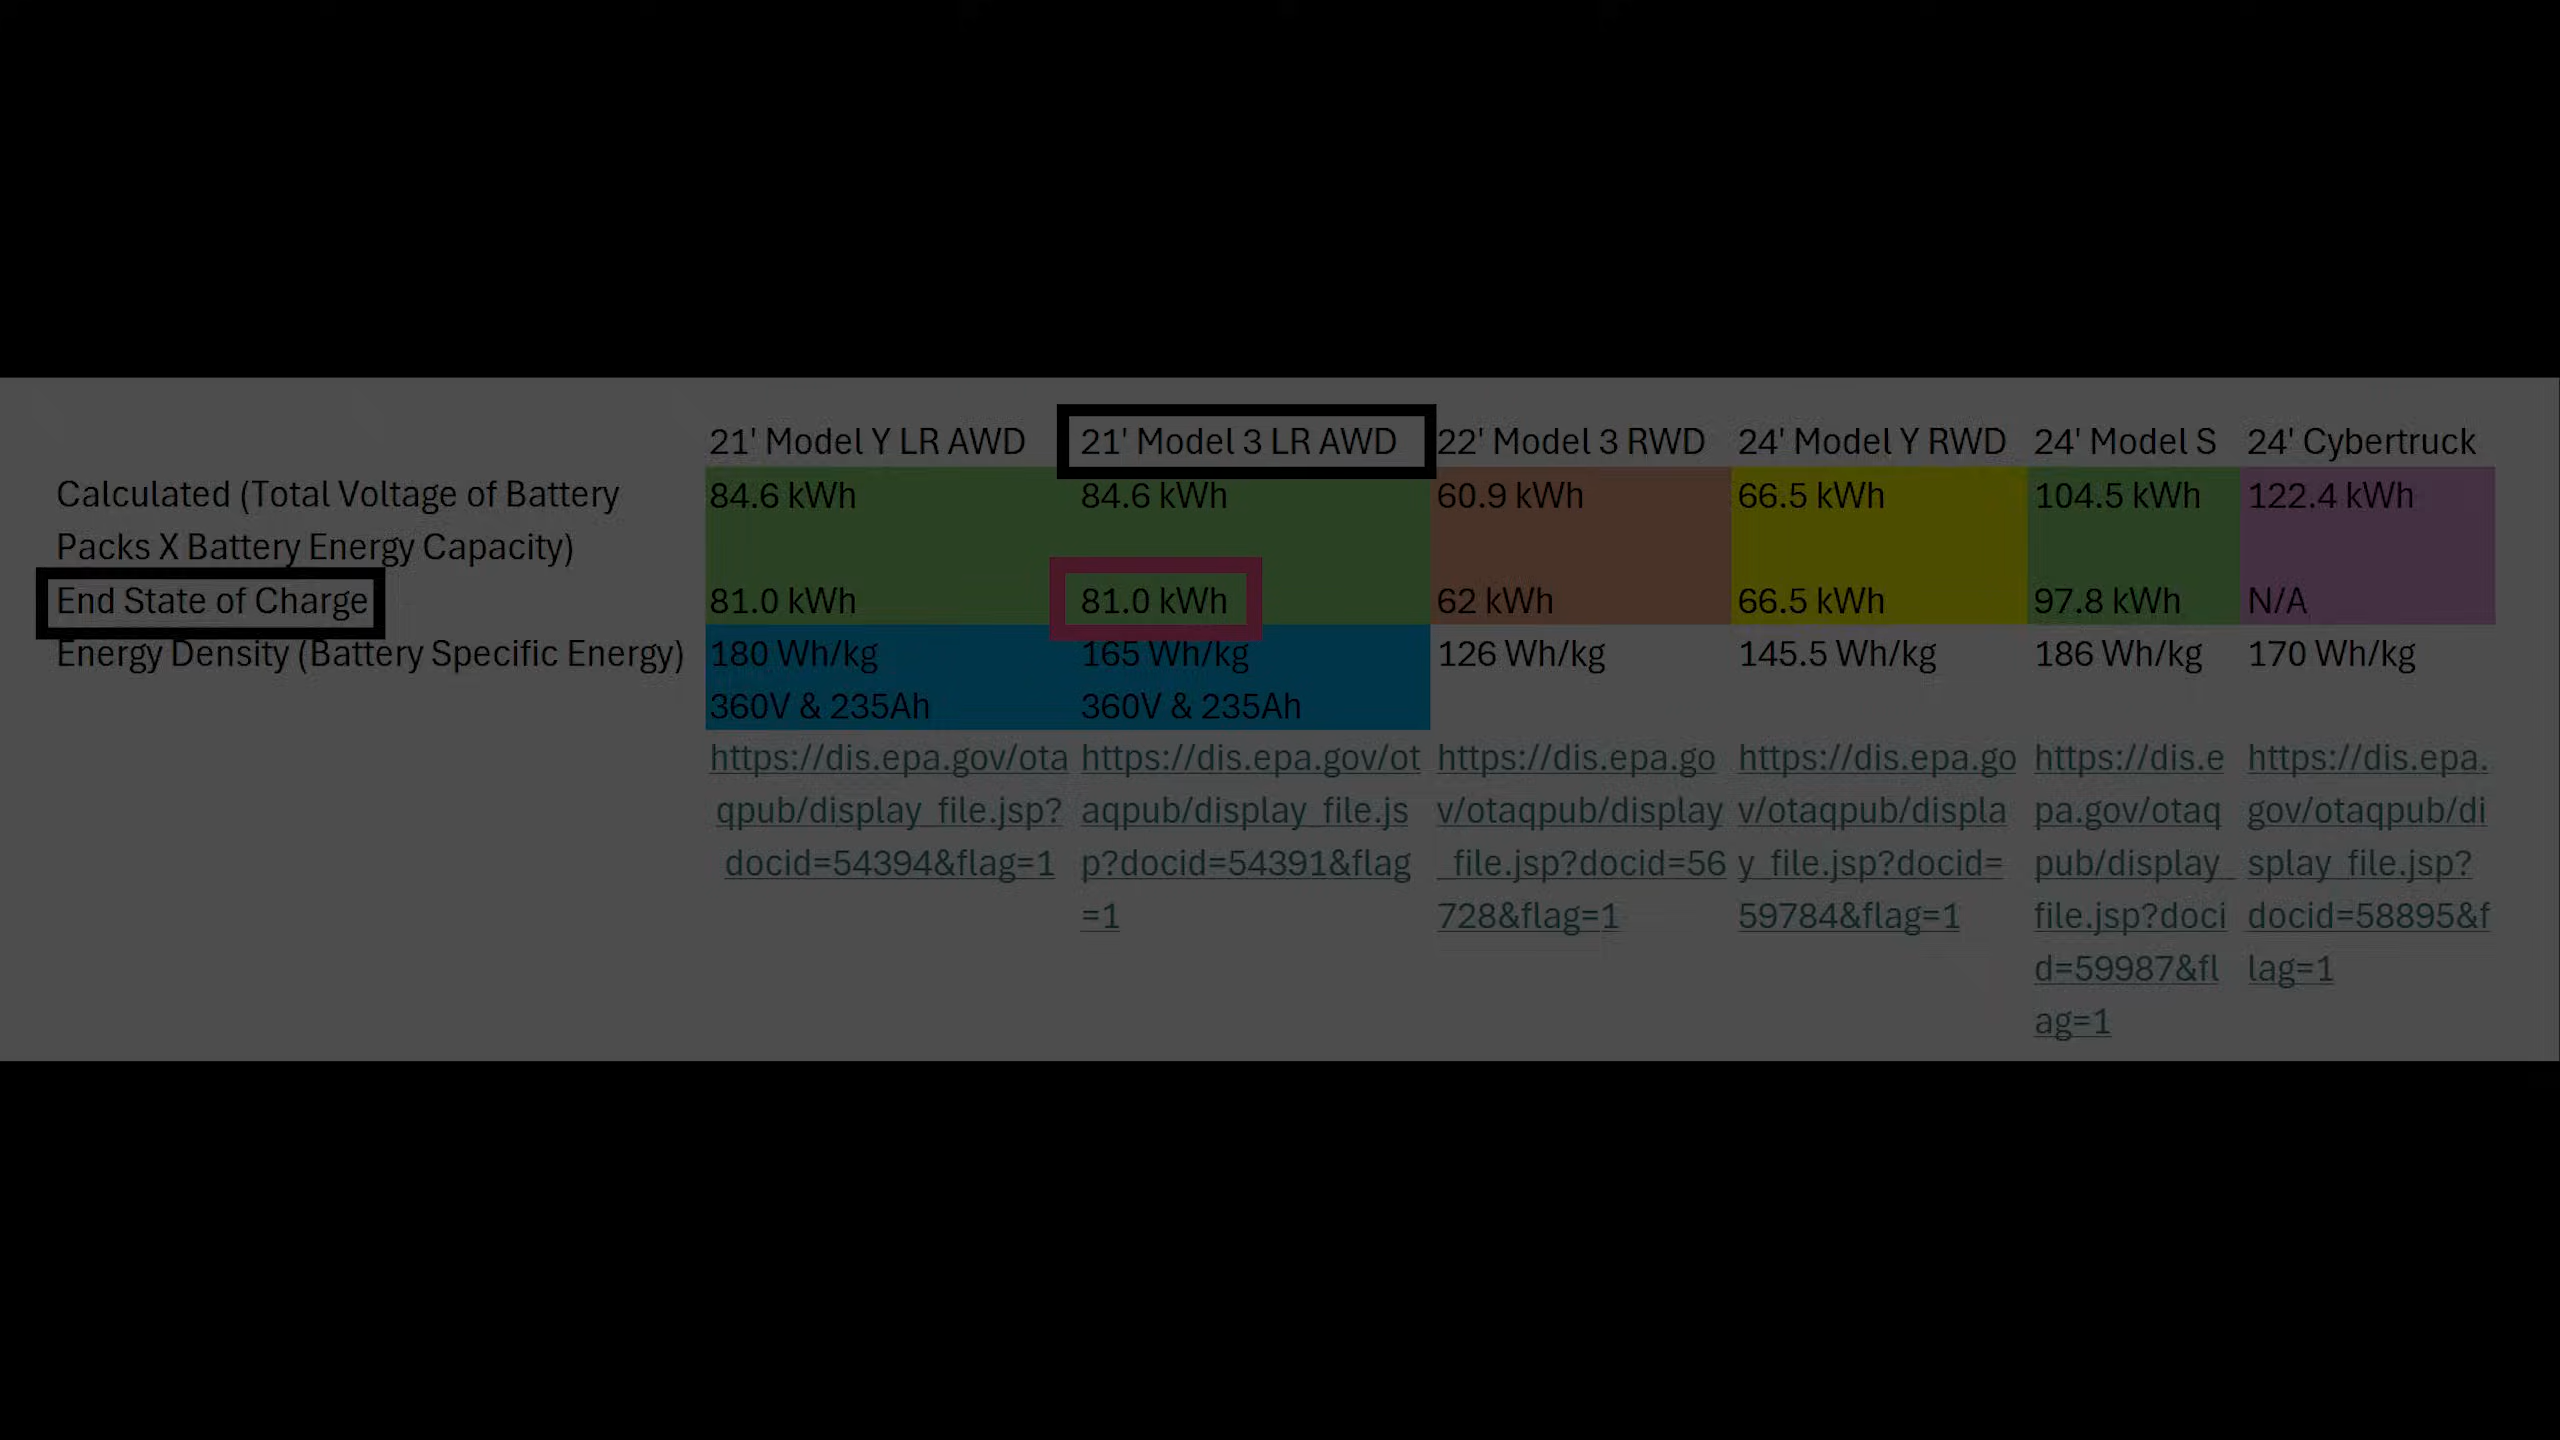 21' Model Y LR AWD 21' Model 3 LR AWD 22' Model 3 RWD 24' Model Y RWD 24' Model S 24' Cybertruck
Calculated (Total Voltage of Battery 84.6 kWh 84.6 kWh 60.9 kWh 66.5 kWh 104.5 kWh 122.4 kWh
Packs X Battery Energy Capacity)
End State of Charge 81.0 kWh 81.0 kWh 62 kWh 66.5 kWh 97.8 kWh N/A
Energy Density (Battery Specific Energy) 180 Wh/kg 165 Wh/kg 126 Wh/kg 145.5 Wh/kg 186 Wh/kg 170 Wh/kg
360V & 235Ah 360V & 235Ah
https://dis.epa.gov/ota https://dis.epa.gov/ot https://dis.epa.go https://dis.epa.go https://dis.e https://dis.epa.
qpub/display_file.jsp? aqpub/display_file.js v/otaqpub/display v/otaqpub/displa pa.gov/otaq gov/otaqpub/di
docid=54394&flag=1 p?docid=54391&flag _file.jsp?docid=56 y_file.jsp?docid= pub/display_ splay_file.jsp?
=1 728&flag=1 59784&flag=1 file.jsp?doci docid=58895&f
d=59987&fl lag=1
ag=1